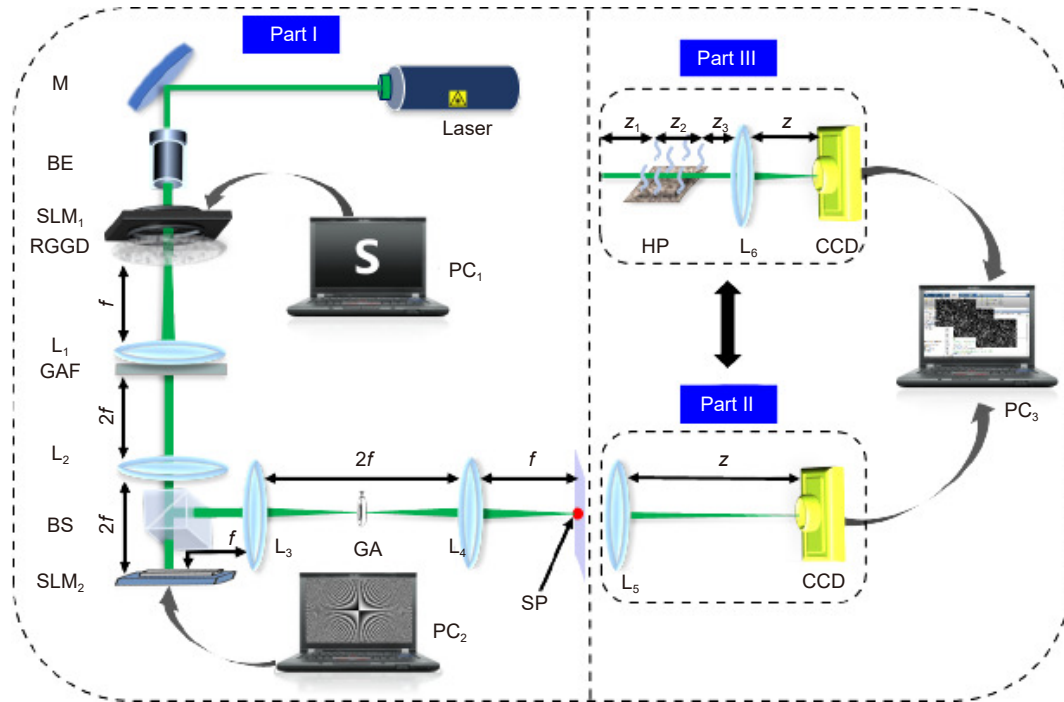 Part I
M
Laser
BE
SLM₁
RGGD
S
PC₁
f
L₁
GAF
2f
L₂
BS
2f
f
SLM₂
L₃
2f
GA
L₄
f
SP
PC₂
Part III
z₁
z₂
z₃
z
HP
L₆
CCD
PC₃
Part II
z
L₅
CCD